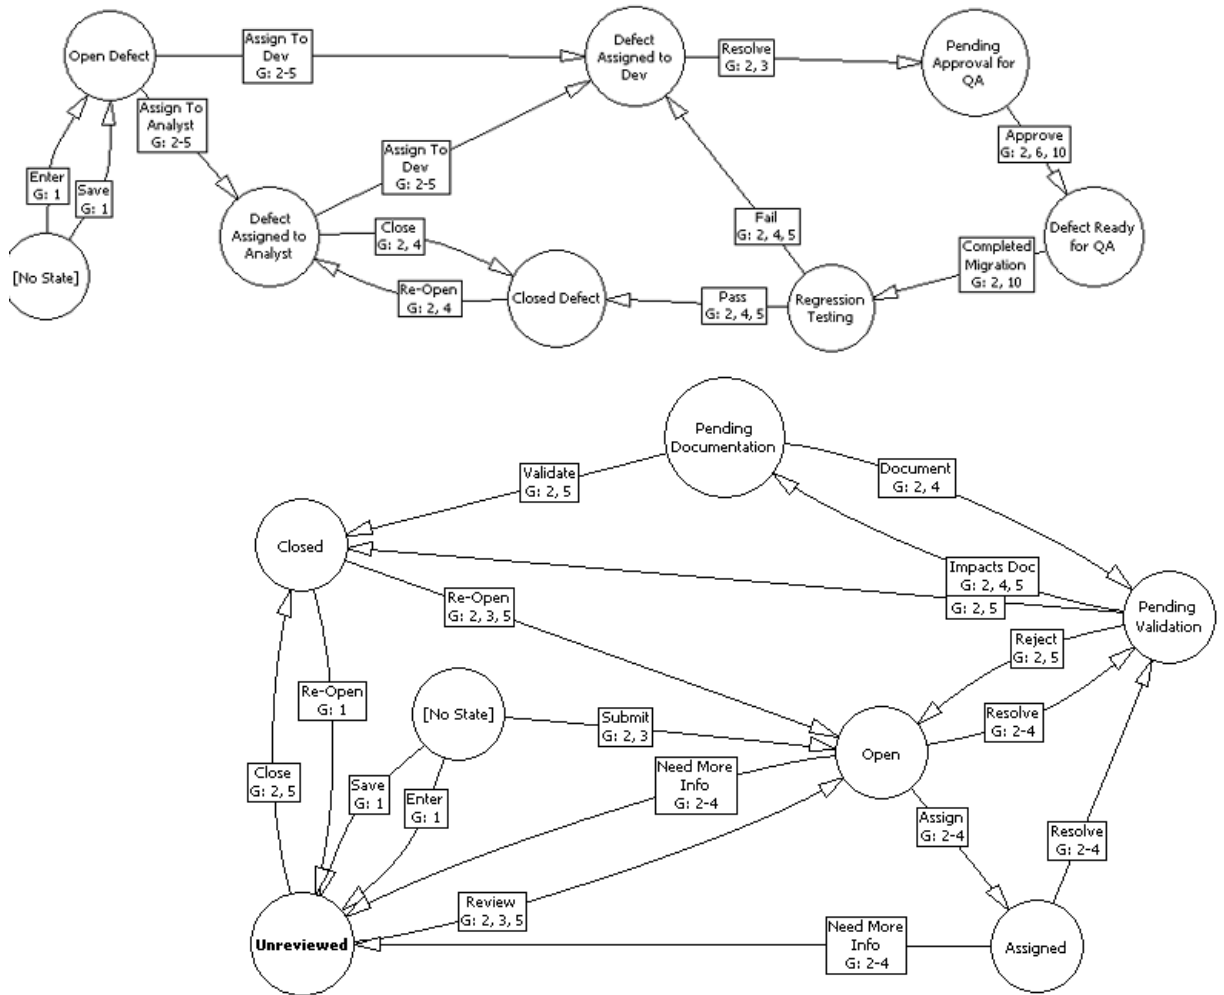 Open Defect
Assign To
Dev
G: 2-5
Defect
Assigned to
Dev
Resolve
G: 2, 3
Pending
Approval for
QA
Assign To
Analyst
G: 2-5
Approve
G: 2, 6, 10
Assign To
Dev
G: 2-5
Enter
G: 1
Save
G: 1
Defect
Assigned to
Analyst
Close
G: 2, 4
Fail
G: 2, 4, 5
Completed
Migration
G: 2, 10
Defect Ready
for QA
[No State]
Re-Open
G: 2, 4
Closed Defect
Pass
G: 2, 4, 5
Regression
Testing
Pending
Documentation
Validate
G: 2, 5
Document
G: 2, 4
Closed
Impacts Doc
G: 2, 4, 5
G: 2, 5
Re-Open
G: 2, 3, 5
Pending
Validation
Reject
G: 2, 5
Re-Open
G: 1
[No State]
Submit
G: 2, 3
Resolve
G: 2-4
Open
Close
G: 2, 5
Save
G: 1
Enter
G: 1
Need More
Info
G: 2-4
Assign
G: 2-4
Resolve
G: 2-4
Review
G: 2, 3, 5
Unreviewed
Need More
Info
G: 2-4
Assigned